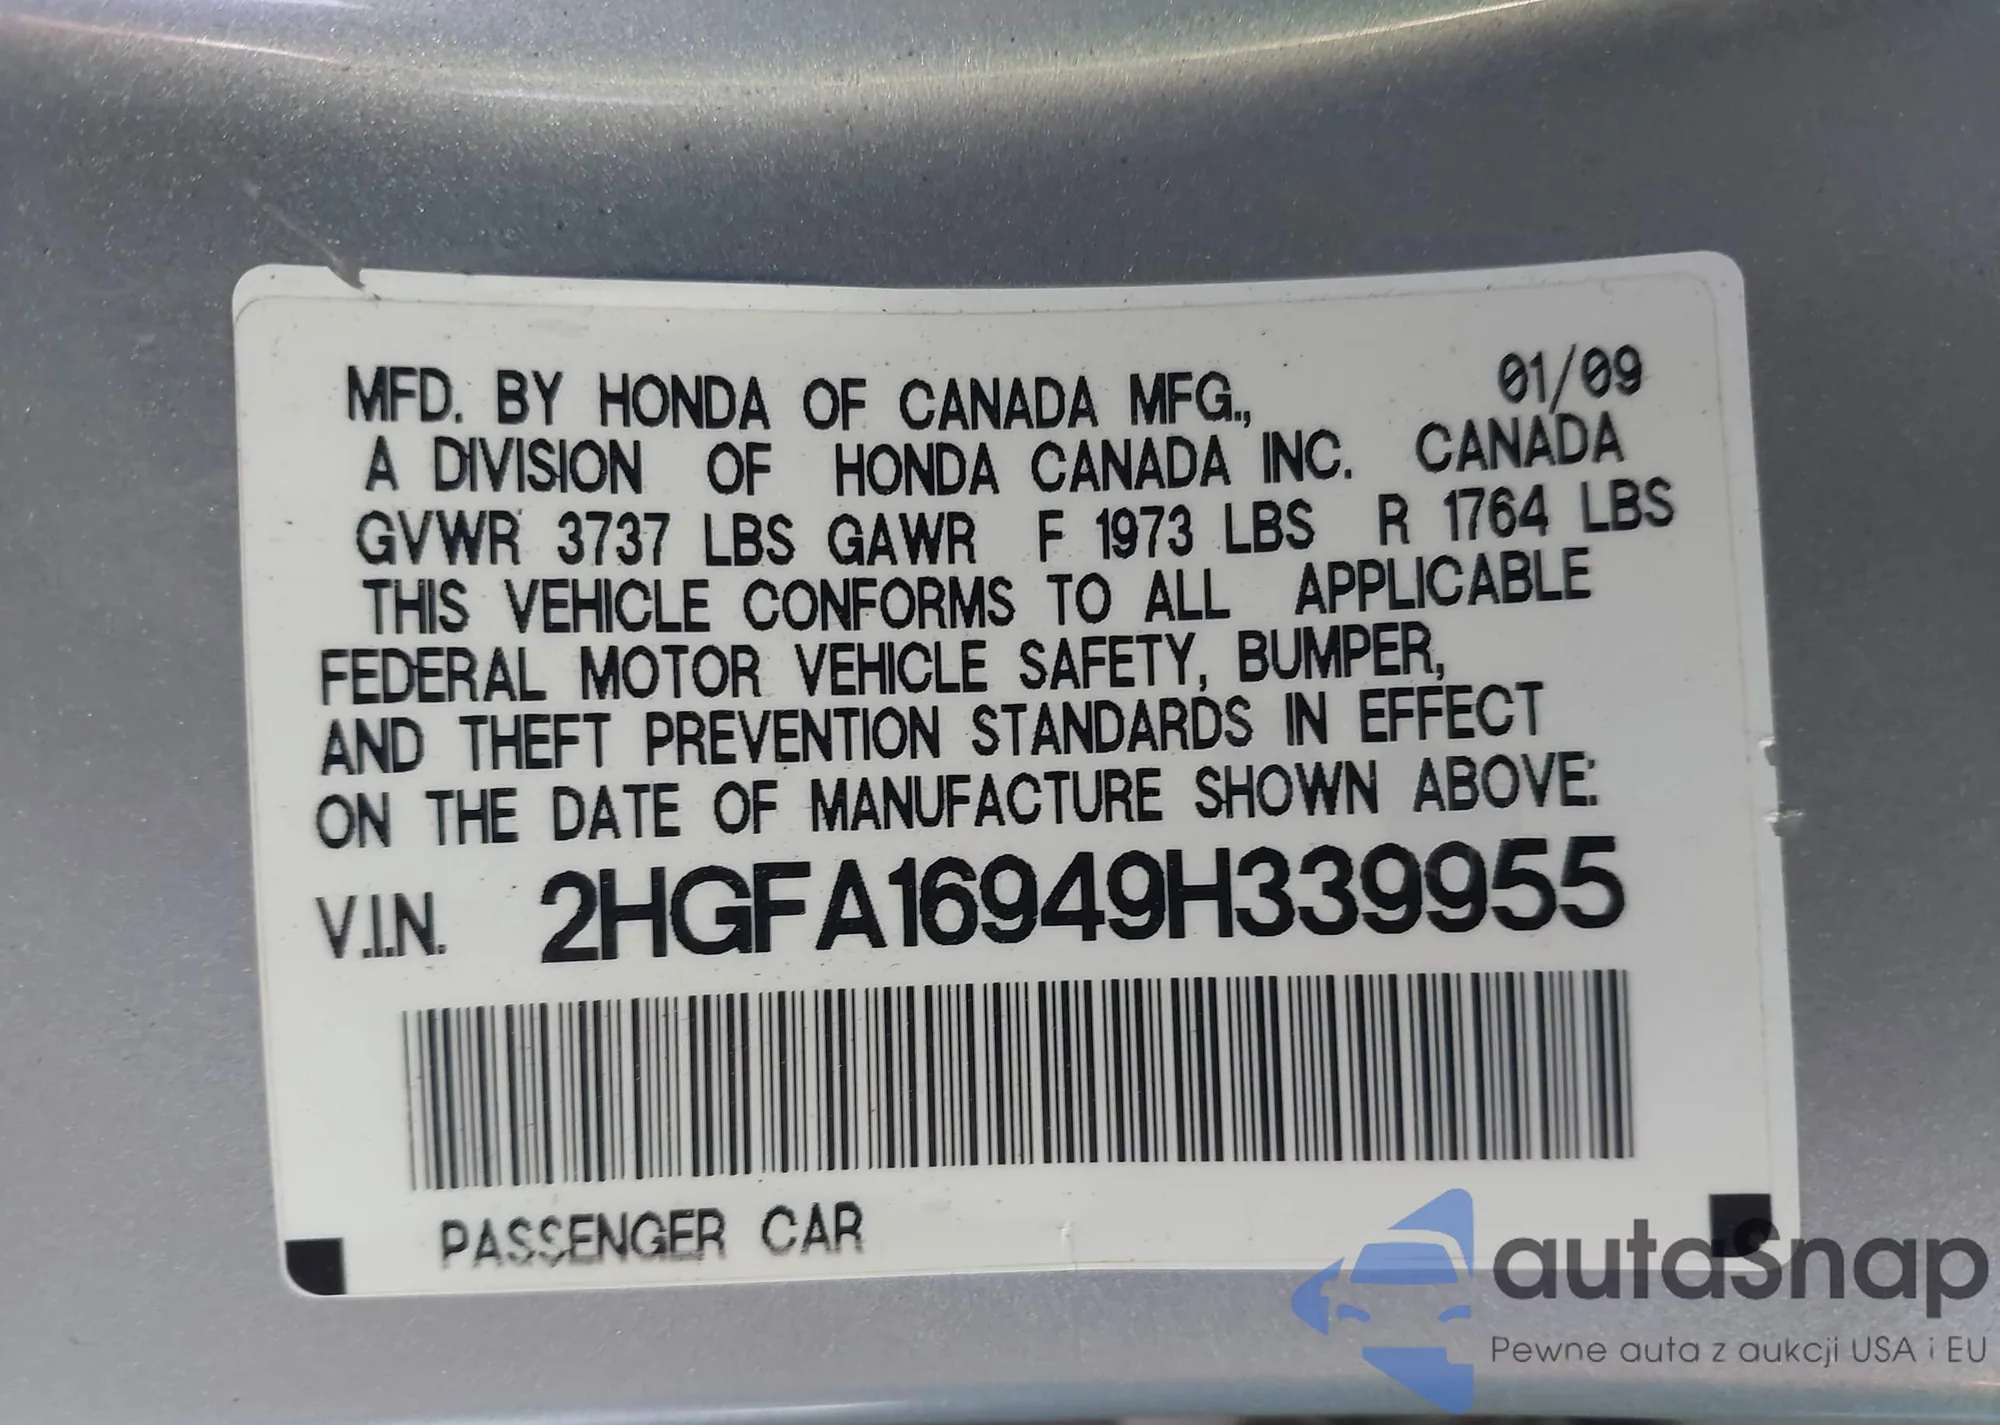 MFD. BY HONDA OF CANADA MFG., 01/09
A DIVISION OF HONDA CANADA INC. CANADA
GVWR 3737 LBS GAWR F 1973 LBS R 1764 LBS
THIS VEHICLE CONFORMS TO ALL APPLICABLE
FEDERAL MOTOR VEHICLE SAFETY, BUMPER,
AND THEFT PREVENTION STANDARDS IN EFFECT
ON THE DATE OF MANUFACTURE SHOWN ABOVE:
V.I.N. 2HGFA16949H339955
PASSENGER CAR
autaSnap
Pewne auta z aukcji USA i EU